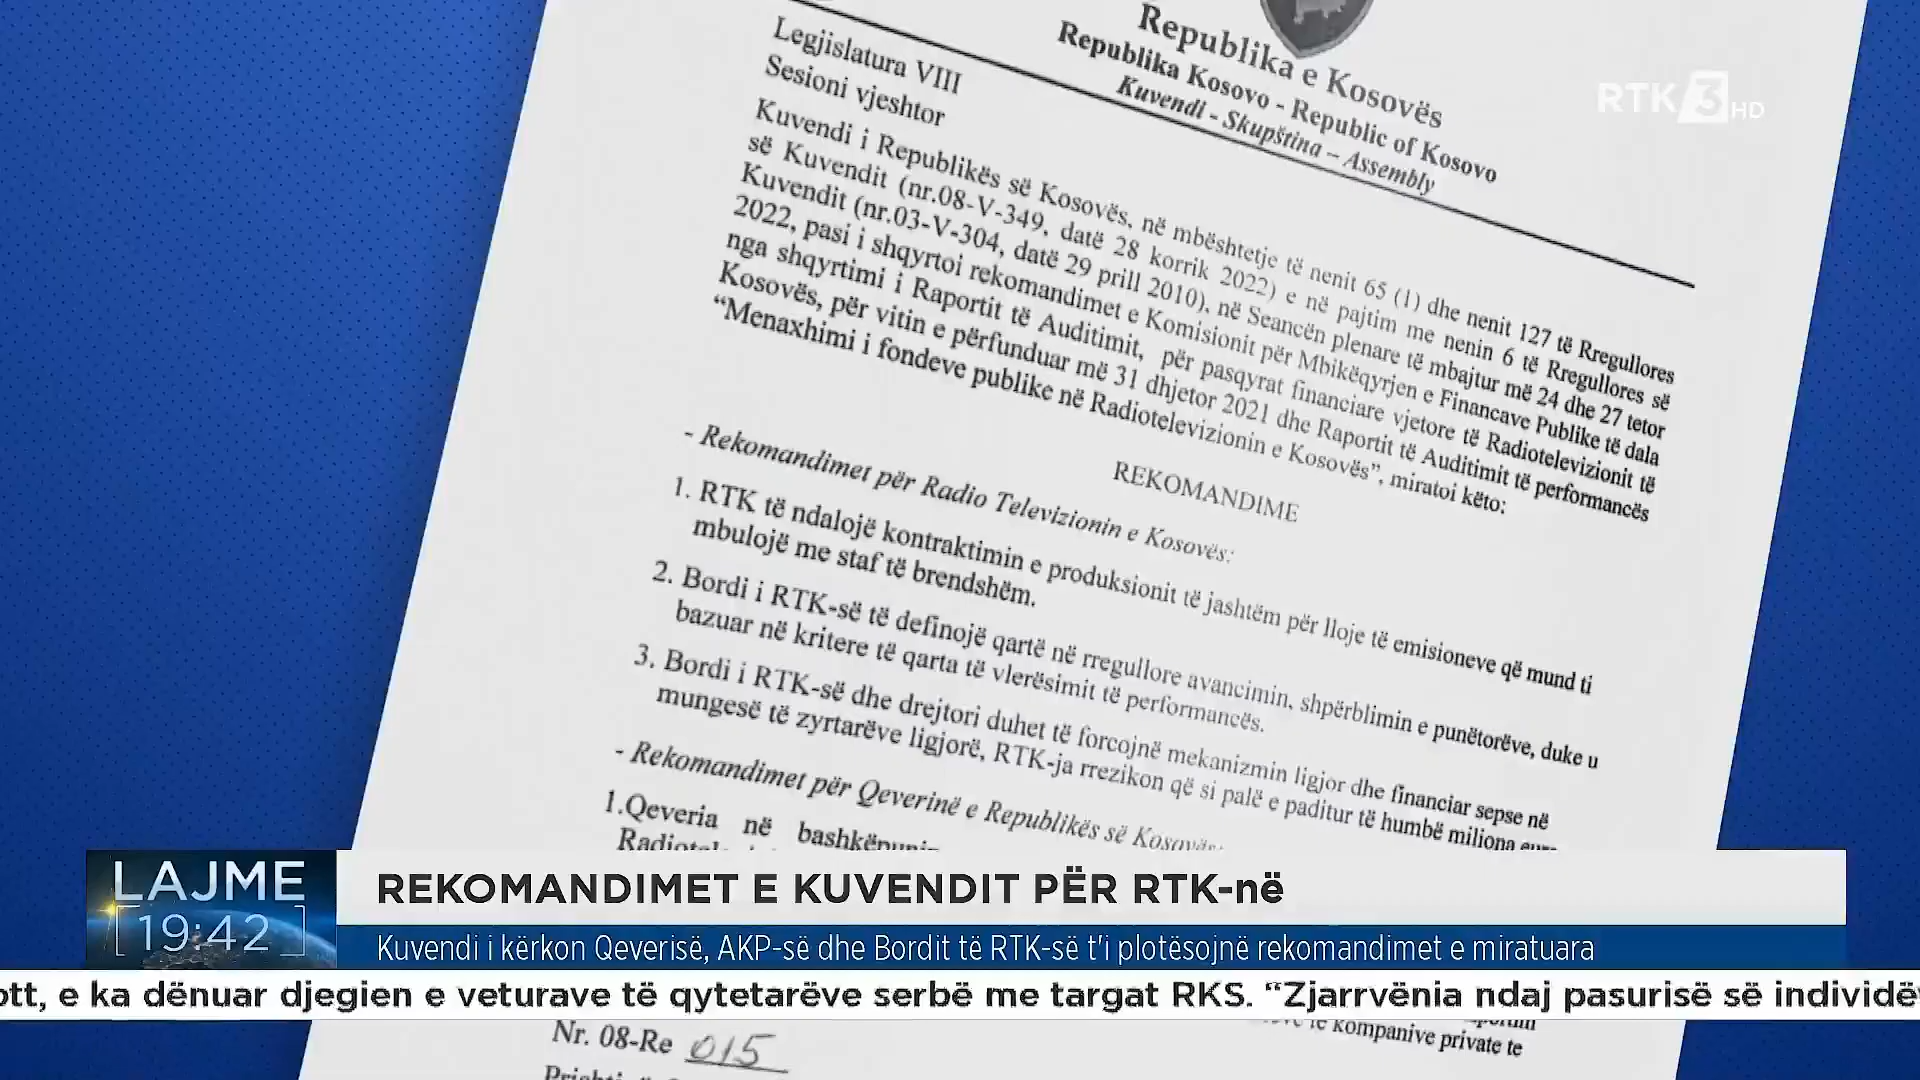 Republika e Kosovës
Republika Kosovo - Republic of Kosovo
Kuvendi - Skupština – Assembly
RTK 3 HD
Legjislatura VIII
Sesioni vjeshtor
Kuvendi i Republikës së Kosovës, në mbështetje të nenit 65 (1) dhe nenit 127 të Rregullores
së Kuvendit (nr.08-V-349, datë 28 korrik 2022) e në pajtim me nenin 6 të Rregullores së
Kuvendit (nr.03-V-304, datë 29 prill 2010), në Seancën plenare të mbajtur më 24 dhe 27 tetor
2022, pasi i shqyrtoi rekomandimet e Komisionit për Mbikëqyrjen e Financave Publike të dala
nga shqyrtimi i Raportit të Auditimit, për pasqyrat financiare vjetore të Radiotelevizionit të
Kosovës, për vitin e përfunduar më 31 dhjetor 2021 dhe Raportit të Auditimit të performancës
“Menaxhimi i fondeve publike në Radiotelevizionin e Kosovës”, miratoi këto:
REKOMANDIME
- Rekomandimet për Radio Televizionin e Kosovës:
1. RTK të ndalojë kontraktimin e produksionit të jashtëm për lloje të emisioneve që mund ti
mbulojë me staf të brendshëm.
2. Bordi i RTK-së të definojë qartë në rregullore avancimin, shpërblimin e punëtorëve, duke u
bazuar në kritere të qarta të vlerësimit të performancës.
3. Bordi i RTK-së dhe drejtori duhet të forcojnë mekanizmin ligjor dhe financiar sepse në
mungesë të zyrtarëve ligjorë, RTK-ja rrezikon që si palë e paditur të humbë miliona
- Rekomandimet për Qeverinë e Republikës së Kosovës:
1.Qeveria në bashkëpunim
LAJME
19:42
REKOMANDIMET E KUVENDIT PËR RTK-në
Kuvendi i kërkon Qeverisë, AKP-së dhe Bordit të RTK-së t'i plotësojnë rekomandimet e miratuara
ott, e ka dënuar djegien e veturave të qytetarëve serbë me targat RKS. “Zjarrvënia ndaj pasurisë së individëv
të kompanive private te
Nr. 08-Re 015